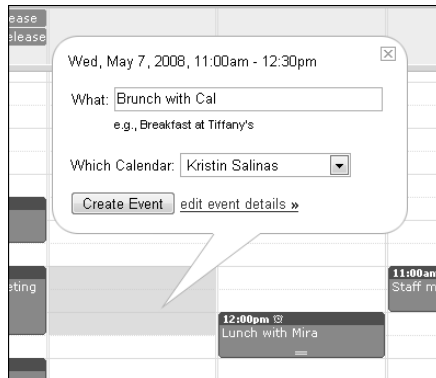 ease
elease
Wed, May 7, 2008, 11:00am - 12:30pm
What: Brunch with Cal
e.g., Breakfast at Tiffany's
Which Calendar: Kristin Salinas
Create Event edit event details »
eting
11:00am
Staff m
12:00pm
Lunch with Mira